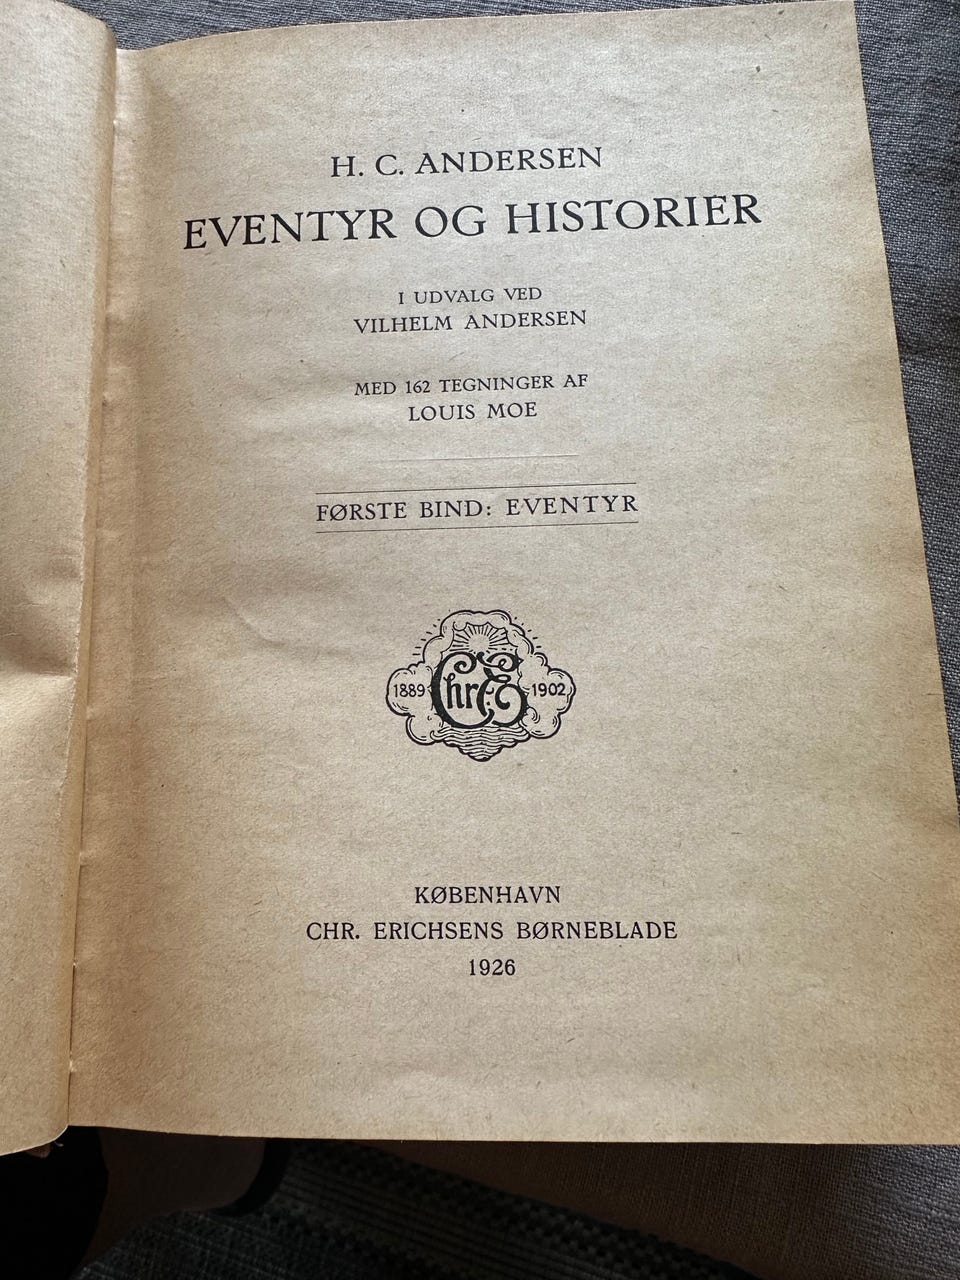 H. C. ANDERSEN
EVENTYR OG HISTORIER
I UDVALG VED
VILHELM ANDERSEN
MED 162 TEGNINGER AF
LOUIS MOE
FØRSTE BIND: EVENTYR
1889 Chr. E 1902
KØBENHAVN
CHR. ERICHSENS BØRNEBLADE
1926